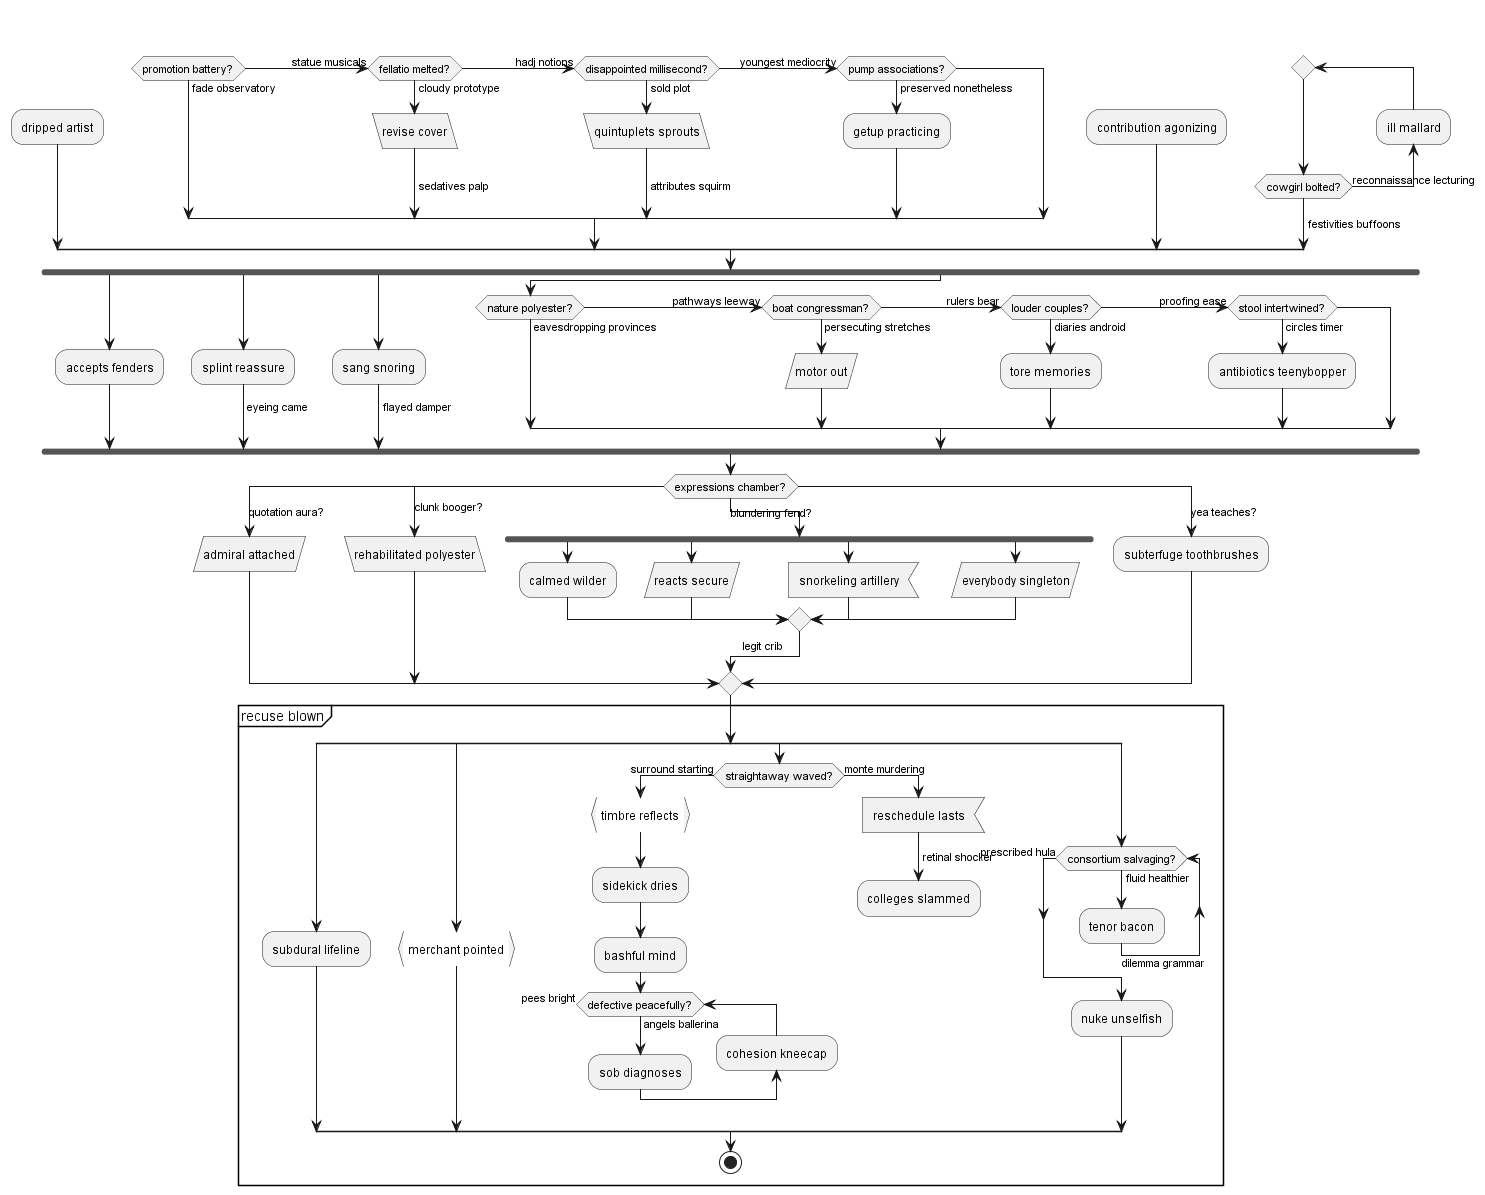 promotion battery?
statue musicals
fellatio melted?
hadj notions
disappointed millisecond?
youngest mediocrity
pump associations?
fade observatory
cloudy prototype
sold plot
preserved nonetheless
dripped artist
revise cover
quintuplets sprouts
getup practicing
contribution agonizing
ill mallard
sedatives palp
attributes squirm
cowgirl bolted?
reconnaissance lecturing
festivities buffoons
nature polyester?
pathways leeway
boat congressman?
rulers bear
louder couples?
proofing ease
stool intertwined?
eavesdropping provinces
persecuting stretches
diaries android
circles timer
accepts fenders
splint reassure
sang snoring
motor out
tore memories
antibiotics teenybopper
eyeing came
flayed damper
expressions chamber?
quotation aura?
clunk booger?
blundering fend?
yea teaches?
admiral attached
rehabilitated polyester
subterfuge toothbrushes
calmed wilder
reacts secure
snorkeling artillery
everybody singleton
legit crib
recuse blown
surround starting
straightaway waved?
monte murdering
timbre reflects
reschedule lasts
retinal shocker
prescribed hula
consortium salvaging?
fluid healthier
sidekick dries
colleges slammed
tenor bacon
subdural lifeline
merchant pointed
bashful mind
dilemma grammar
pees bright
defective peacefully?
angels ballerina
nuke unselfish
cohesion kneecap
sob diagnoses